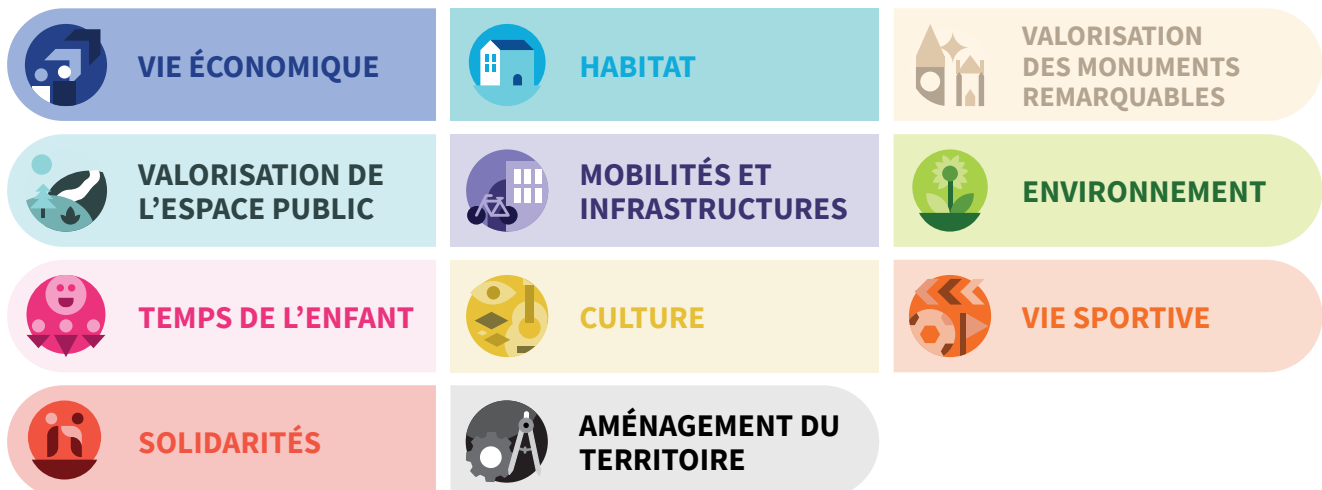 VIE ÉCONOMIQUE
HABITAT
VALORISATION
DES MONUMENTS
REMARQUABLES
VALORISATION DE
L'ESPACE PUBLIC
MOBILITÉS ET
INFRASTRUCTURES
ENVIRONNEMENT
TEMPS DE L'ENFANT
CULTURE
VIE SPORTIVE
SOLIDARITÉS
AMÉNAGEMENT DU
TERRITOIRE